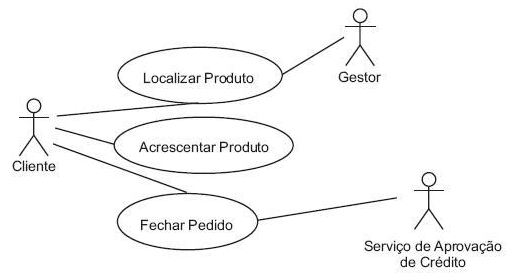 Localizar Produto
Gestor
Acrescentar Produto
Cliente
Fechar Pedido
Serviço de Aprovação
de Crédito